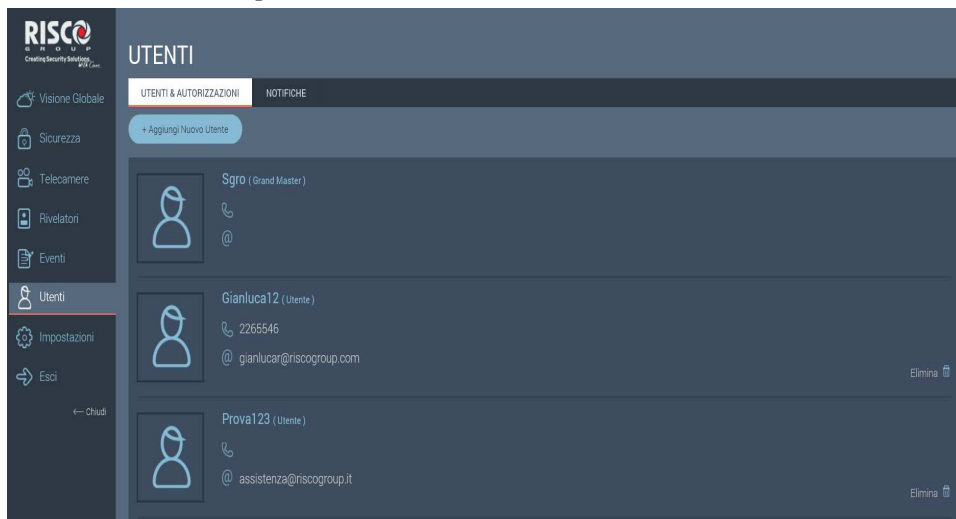 RISCO
GROUP
Creating Security Solutions
With Care
UTENTI
UTENTI & AUTORIZZAZIONI
NOTIFICHE
+ Aggiungi Nuovo Utente
Visione Globale
Sicurezza
Telecamere
Rivelatori
Eventi
Utenti
Impostazioni
Esci
← Chiudi
Sgro (Grand Master)
@
Gianluca12 (Utente)
2265546
@ gianlucar@riscogroup.com
Elimina
Prova123 (Utente)
@ assistenza@riscogroup.it
Elimina